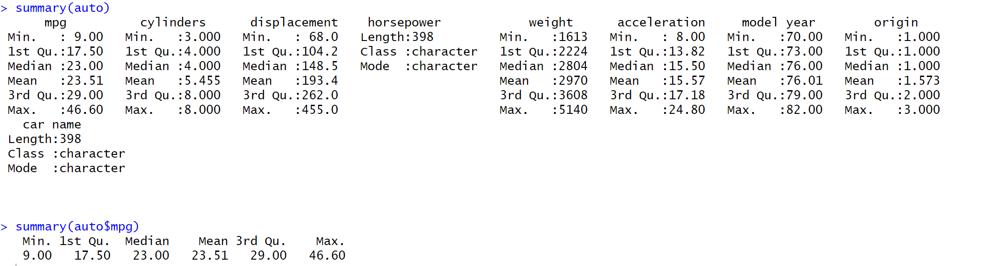 > summary(auto)
      mpg          cylinders      displacement    horsepower            weight      acceleration     model year        origin
 Min.   : 9.00   Min.   :3.000   Min.   : 68.0   Length:398         Min.   :1613   Min.   : 8.00   Min.   :70.00   Min.   :1.000
 1st Qu.:17.50   1st Qu.:4.000   1st Qu.:104.2   Class :character   1st Qu.:2224   1st Qu.:13.82   1st Qu.:73.00   1st Qu.:1.000
 Median :23.00   Median :4.000   Median :148.5   Mode  :character   Median :2804   Median :15.50   Median :76.00   Median :1.000
 Mean   :23.51   Mean   :5.455   Mean   :193.4                      Mean   :2970   Mean   :15.57   Mean   :76.01   Mean   :1.573
 3rd Qu.:29.00   3rd Qu.:8.000   3rd Qu.:262.0                      3rd Qu.:3608   3rd Qu.:17.18   3rd Qu.:79.00   3rd Qu.:2.000
 Max.   :46.60   Max.   :8.000   Max.   :455.0                      Max.   :5140   Max.   :24.80   Max.   :82.00   Max.   :3.000
   car name
 Length:398
 Class :character
 Mode  :character
> summary(auto$mpg)
   Min. 1st Qu.  Median    Mean 3rd Qu.    Max.
   9.00   17.50   23.00   23.51   29.00   46.60